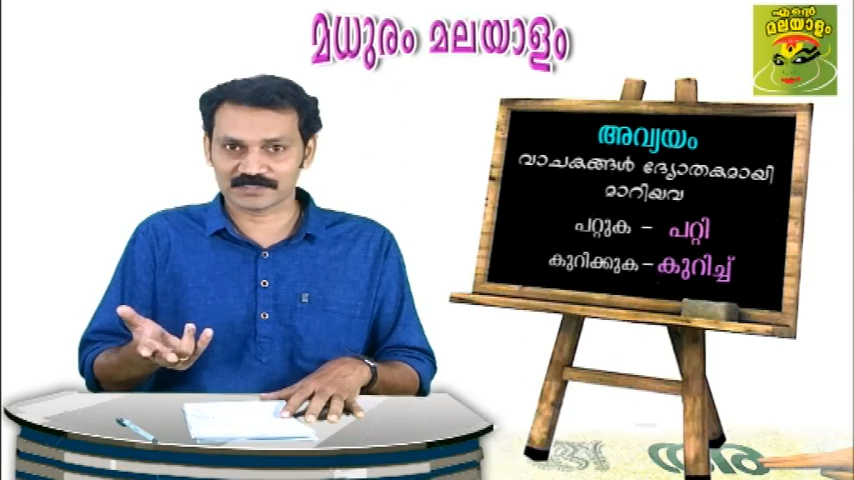 മധുരം മലയാളം
എന്റെ
മലയാളം
അവ്യയം
വാചകങ്ങൾ ദ്യോതകമായി
മാറിയവ
പറ്റുക - പറ്റി
കുറിക്കുക - കുറിച്ച്